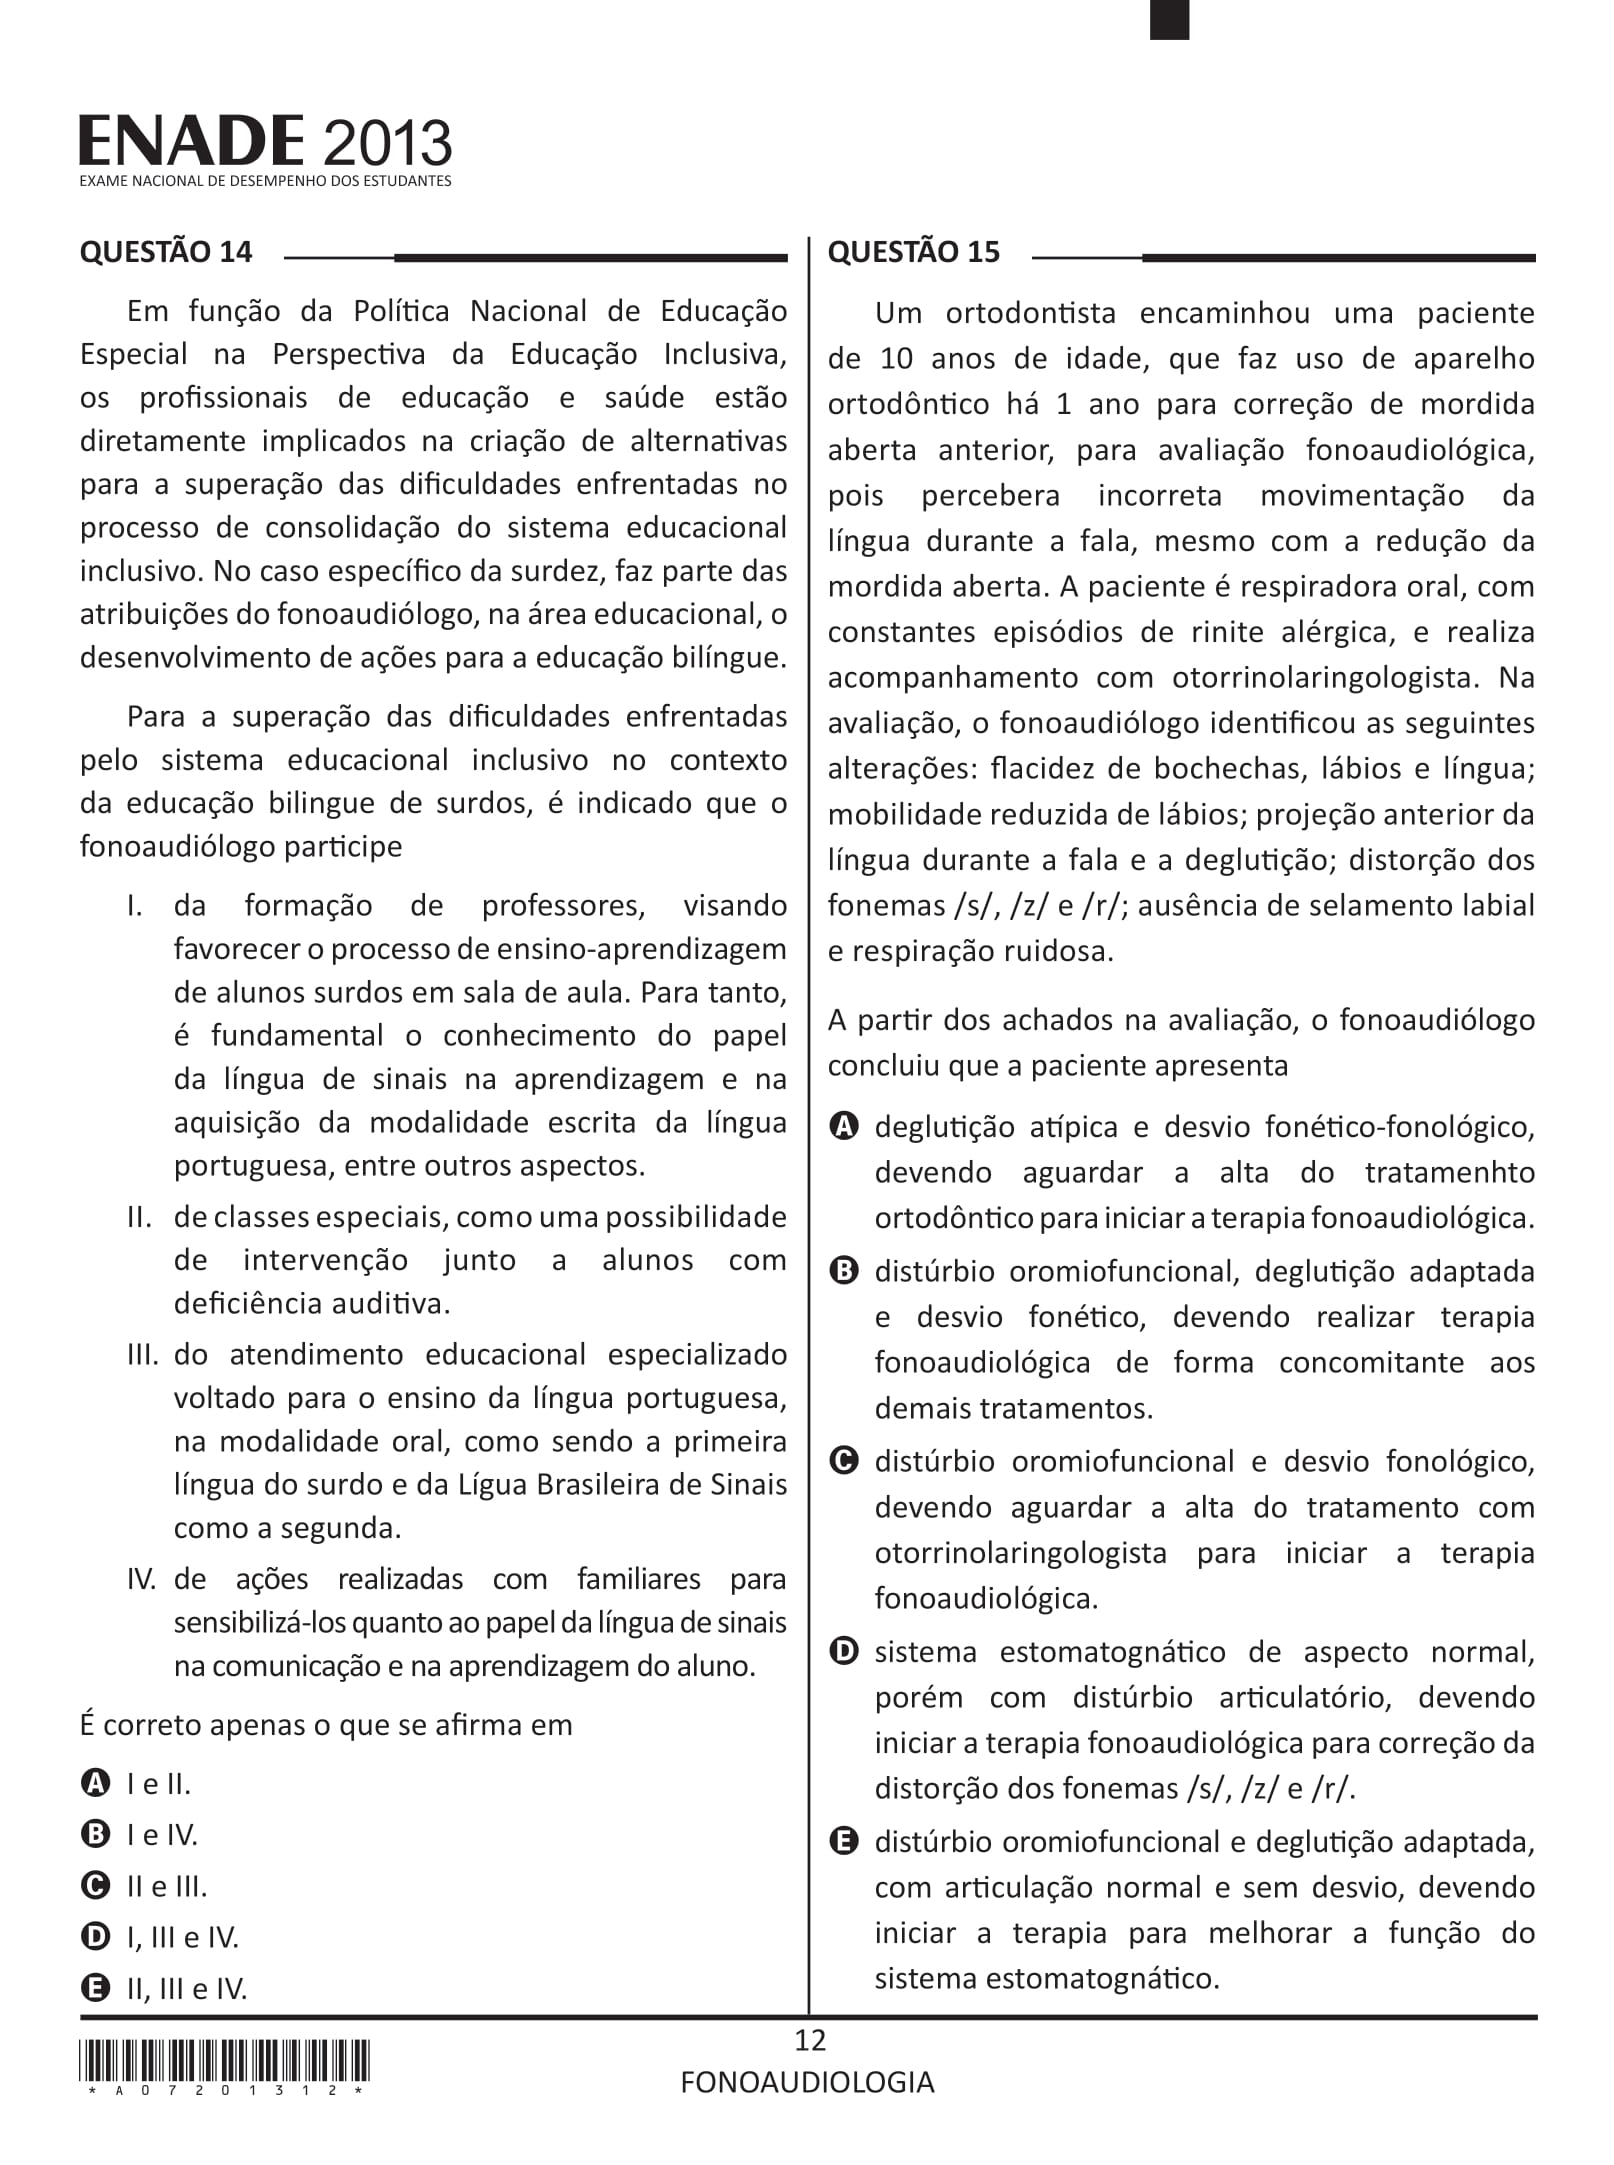 ENADE 2013
EXAME NACIONAL DE DESEMPENHO DOS ESTUDANTES
QUESTÃO 14
Em função da Política Nacional de Educação
Especial na Perspectiva da Educação Inclusiva,
os profissionais de educação e saúde estão
diretamente implicados na criação de alternativas
para a superação das dificuldades enfrentadas no
processo de consolidação do sistema educacional
inclusivo. No caso específico da surdez, faz parte das
atribuições do fonoaudiólogo, na área educacional, o
desenvolvimento de ações para a educação bilíngue.
Para a superação das dificuldades enfrentadas
pelo sistema educacional inclusivo no contexto
da educação bilingue de surdos, é indicado que o
fonoaudiólogo participe
I. da formação de professores, visando
favorecer o processo de ensino-aprendizagem
de alunos surdos em sala de aula. Para tanto,
é fundamental o conhecimento do papel
da língua de sinais na aprendizagem e na
aquisição da modalidade escrita da língua
portuguesa, entre outros aspectos.
II. de classes especiais, como uma possibilidade
de intervenção junto a alunos com
deficiência auditiva.
III. do atendimento educacional especializado
voltado para o ensino da língua portuguesa,
na modalidade oral, como sendo a primeira
língua do surdo e da Lígua Brasileira de Sinais
como a segunda.
IV. de ações realizadas com familiares para
sensibilizá-los quanto ao papel da língua de sinais
na comunicação e na aprendizagem do aluno.
É correto apenas o que se afirma em
A I e II.
B I e IV.
C II e III.
D I, III e IV.
E II, III e IV.
QUESTÃO 15
Um ortodontista encaminhou uma paciente
de 10 anos de idade, que faz uso de aparelho
ortodôntico há 1 ano para correção de mordida
aberta anterior, para avaliação fonoaudiológica,
pois percebera incorreta movimentação da
língua durante a fala, mesmo com a redução da
mordida aberta. A paciente é respiradora oral, com
constantes episódios de rinite alérgica, e realiza
acompanhamento com otorrinolaringologista. Na
avaliação, o fonoaudiólogo identificou as seguintes
alterações: flacidez de bochechas, lábios e língua;
mobilidade reduzida de lábios; projeção anterior da
língua durante a fala e a deglutição; distorção dos
fonemas /s/, /z/ e /r/; ausência de selamento labial
e respiração ruidosa.
A partir dos achados na avaliação, o fonoaudiólogo
concluiu que a paciente apresenta
A deglutição atípica e desvio fonético-fonológico,
devendo aguardar a alta do tratamenhto
ortodôntico para iniciar a terapia fonoaudiológica.
B distúrbio oromiofuncional, deglutição adaptada
e desvio fonético, devendo realizar terapia
fonoaudiológica de forma concomitante aos
demais tratamentos.
C distúrbio oromiofuncional e desvio fonológico,
devendo aguardar a alta do tratamento com
otorrinolaringologista para iniciar a terapia
fonoaudiológica.
D sistema estomatognático de aspecto normal,
porém com distúrbio articulatório, devendo
iniciar a terapia fonoaudiológica para correção da
distorção dos fonemas /s/, /z/ e /r/.
E distúrbio oromiofuncional e deglutição adaptada,
com articulação normal e sem desvio, devendo
iniciar a terapia para melhorar a função do
sistema estomatognático.
*A07201312*
12
FONOAUDIOLOGIA